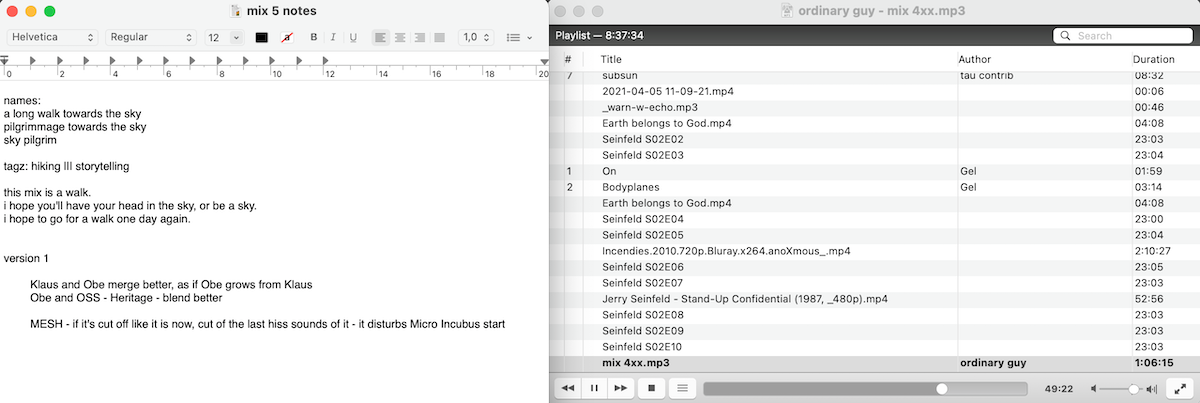 mix 5 notes
Helvetica
Regular
12
a
B
I
U
1,0
0
2
4
6
8
10
12
14
16
18
20
names:
a long walk towards the sky
pilgrimmage towards the sky
sky pilgrim
tagz: hiking III storytelling
this mix is a walk.
i hope you'll have your head in the sky, or be a sky.
i hope to go for a walk one day again.
version 1
Klaus and Obe merge better, as if Obe grows from Klaus
Obe and OSS - Heritage - blend better
MESH - if it's cut off like it is now, cut of the last hiss sounds of it - it disturbs Micro Incubus start
ordinary guy - mix 4xx.mp3
Playlist — 8:37:34
Search
# Title Author Duration
7 subsun tau contrib 08:32
2021-04-05 11-09-21.mp4 00:06
_warn-w-echo.mp3 00:46
Earth belongs to God.mp4 04:08
Seinfeld S02E02 23:03
Seinfeld S02E03 23:04
1 On Gel 01:59
2 Bodyplanes Gel 03:14
Earth belongs to God.mp4 04:08
Seinfeld S02E04 23:00
Seinfeld S02E05 23:04
Incendies.2010.720p.Bluray.x264.anoXmous_.mp4 2:10:27
Seinfeld S02E06 23:05
Seinfeld S02E07 23:03
Jerry Seinfeld - Stand-Up Confidential (1987, _480p).mp4 52:56
Seinfeld S02E08 23:03
Seinfeld S02E09 23:03
Seinfeld S02E10 23:03
mix 4xx.mp3 ordinary guy 1:06:15
49:22